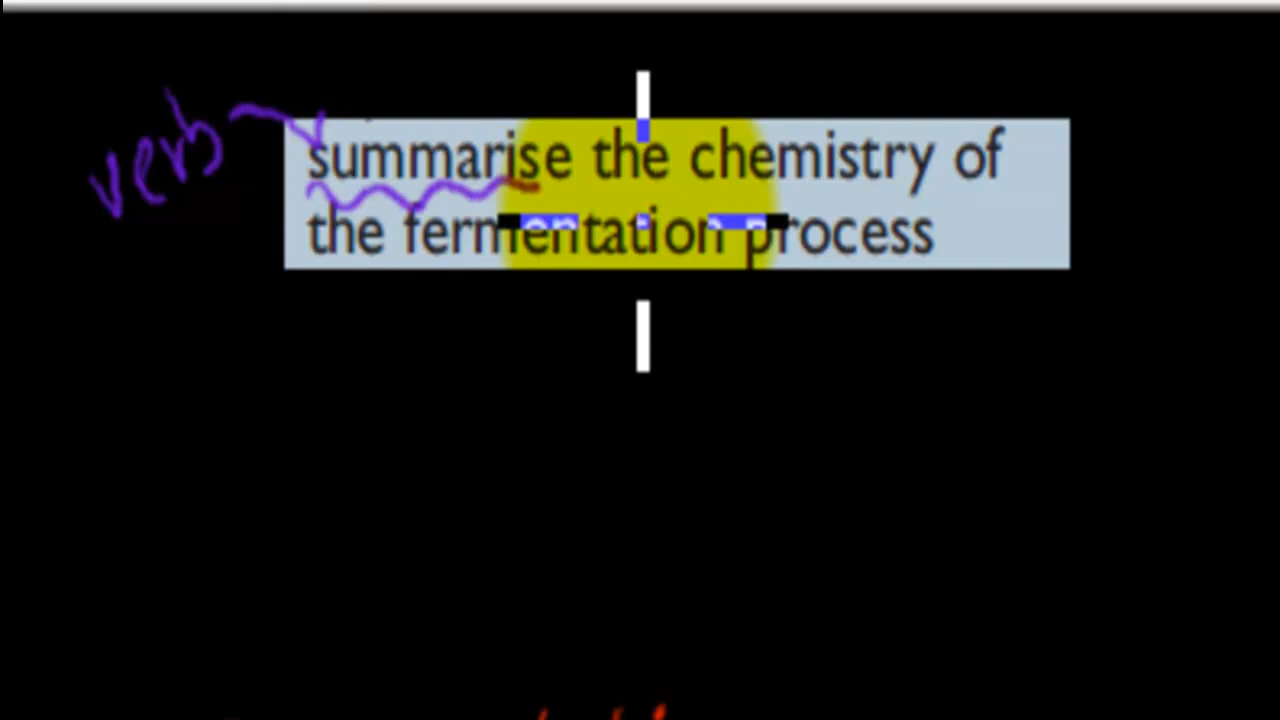 verb
summarise the chemistry of
the fermentation process